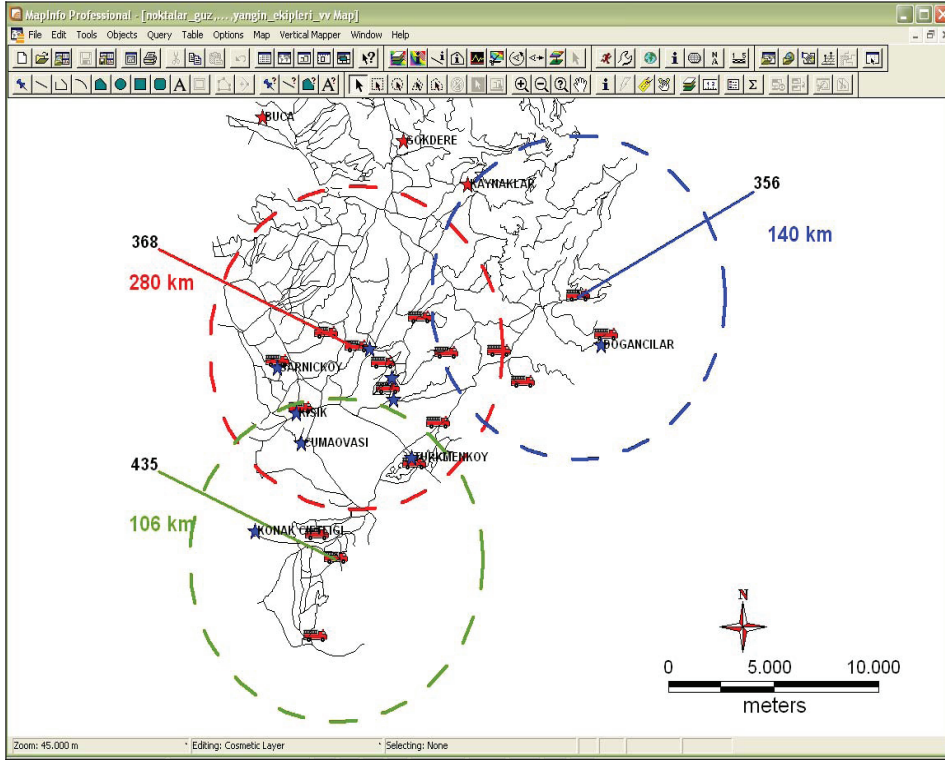 MapInfo Professional - [noktalar_guz,....,yangin_ekipleri_vv Map]
File Edit Tools Objects Query Table Options Map Vertical Mapper Window Help
BUCA
SOKDERE
KAYNAKLAR
356
140 km
368
280 km
DOGANCILAR
SARNICKOY
KISIK
CUMAOVASI
TURKMENKOY
435
106 km
KONAK CIFTLIGI
N
0 5.000 10.000
meters
Zoom: 45.000 m Editing: Cosmetic Layer Selecting: None